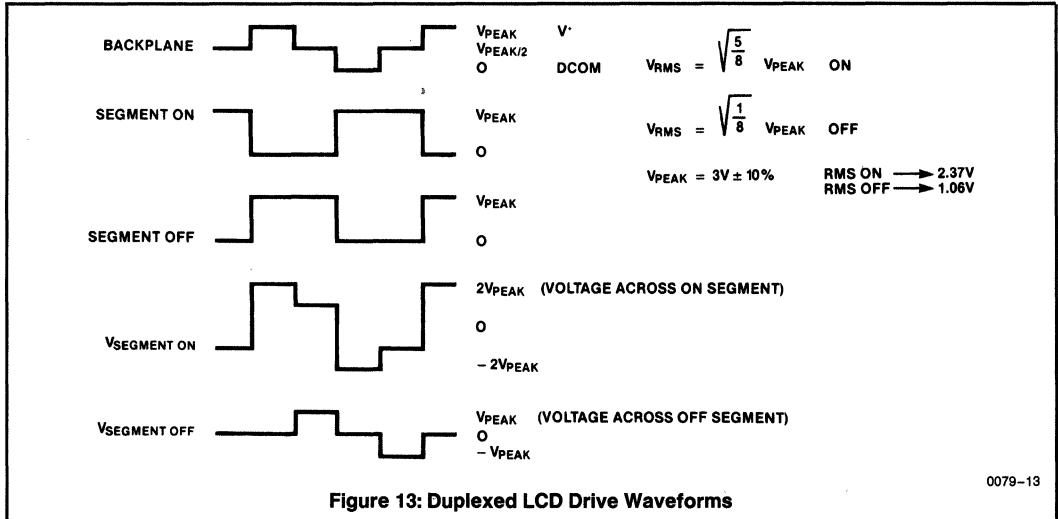 BACKPLANE
VPEAK V+
VPEAK/2
O DCOM
VRMS = √5/8 VPEAK ON
SEGMENT ON
VPEAK
O
VRMS = √1/8 VPEAK OFF
VPEAK = 3V ± 10%
RMS ON → 2.37V
RMS OFF → 1.06V
SEGMENT OFF
VPEAK
O
VSEGMENT ON
2VPEAK (VOLTAGE ACROSS ON SEGMENT)
O
– 2VPEAK
VSEGMENT OFF
VPEAK (VOLTAGE ACROSS OFF SEGMENT)
O
– VPEAK
0079–13
Figure 13: Duplexed LCD Drive Waveforms